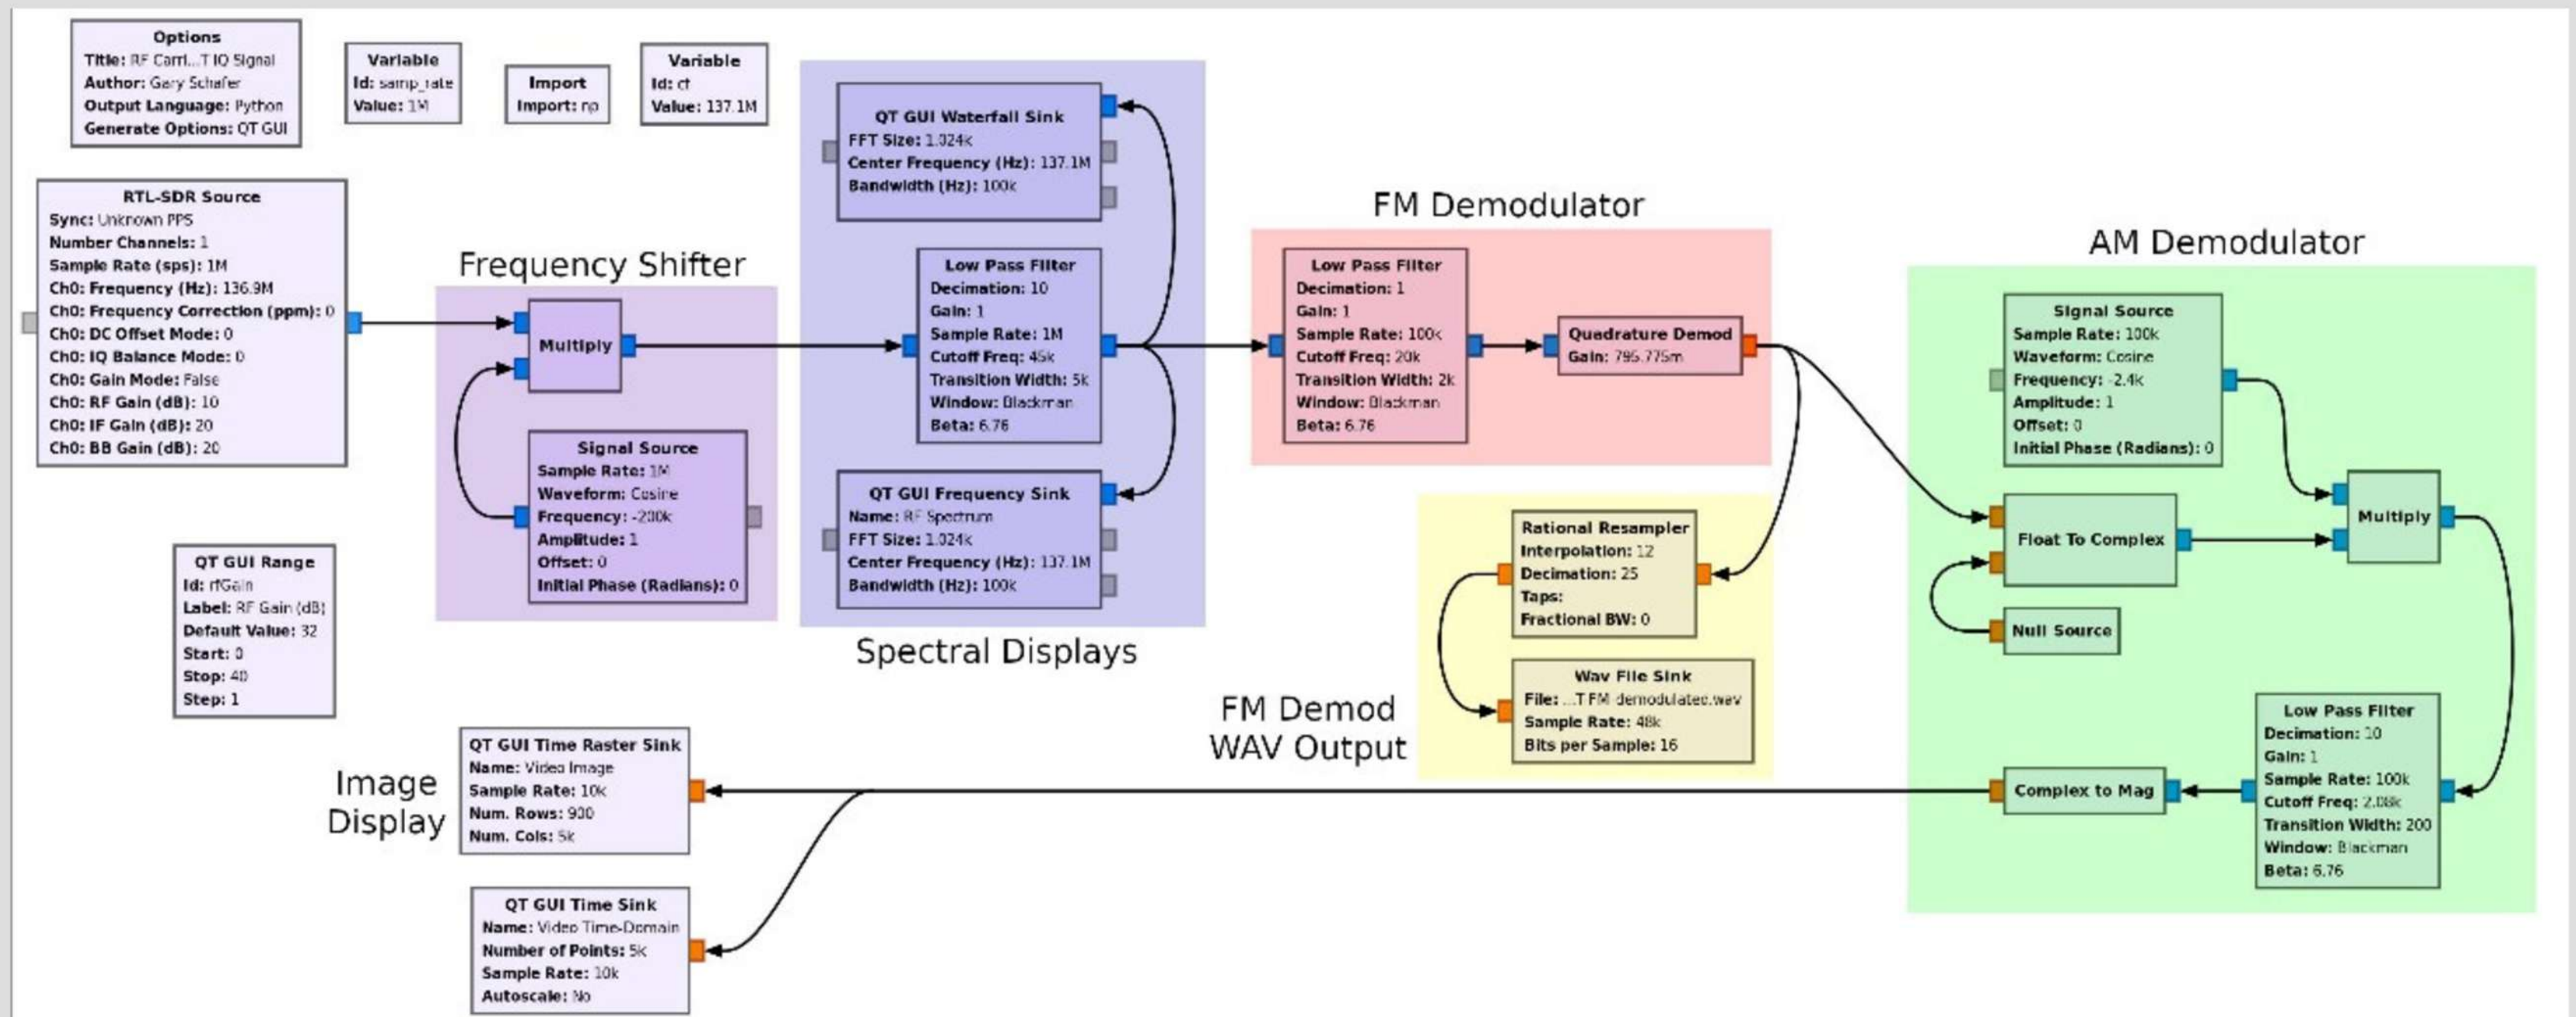 Options
Title: RF Carri...T IQ Signal
Author: Gary Schafer
Output Language: Python
Generate Options: QT GUI
Variable
Id: samp_rate
Value: 1M
Import
Import: np
Variable
Id: cf
Value: 137.1M
RTL-SDR Source
Sync: Unknown PPS
Number Channels: 1
Sample Rate (sps): 1M
Ch0: Frequency (Hz): 136.9M
Ch0: Frequency Correction (ppm): 0
Ch0: DC Offset Mode: 0
Ch0: IQ Balance Mode: 0
Ch0: Gain Mode: False
Ch0: RF Gain (dB): 10
Ch0: IF Gain (dB): 20
Ch0: BB Gain (dB): 20
Frequency Shifter
Multiply
Signal Source
Sample Rate: 1M
Waveform: Cosine
Frequency: -200k
Amplitude: 1
Offset: 0
Initial Phase (Radians): 0
QT GUI Range
Id: rfGain
Label: RF Gain (dB)
Default Value: 32
Start: 0
Stop: 40
Step: 1
QT GUI Waterfall Sink
FFT Size: 1.024k
Center Frequency (Hz): 137.1M
Bandwidth (Hz): 100k
Low Pass Filter
Decimation: 10
Gain: 1
Sample Rate: 1M
Cutoff Freq: 45k
Transition Width: 5k
Window: Blackman
Beta: 6.76
QT GUI Frequency Sink
Name: RF Spectrum
FFT Size: 1.024k
Center Frequency (Hz): 137.1M
Bandwidth (Hz): 100k
Spectral Displays
FM Demodulator
Low Pass Filter
Decimation: 1
Gain: 1
Sample Rate: 100k
Cutoff Freq: 20k
Transition Width: 2k
Window: Blackman
Beta: 6.76
Quadrature Demod
Gain: 795.775m
Rational Resampler
Interpolation: 12
Decimation: 25
Taps:
Fractional BW: 0
Wav File Sink
File: ...T FM demodulated.wav
Sample Rate: 48k
Bits per Sample: 16
FM Demod
WAV Output
AM Demodulator
Signal Source
Sample Rate: 100k
Waveform: Cosine
Frequency: -2.4k
Amplitude: 1
Offset: 0
Initial Phase (Radians): 0
Float To Complex
Multiply
Null Source
Low Pass Filter
Decimation: 10
Gain: 1
Sample Rate: 100k
Cutoff Freq: 2.08k
Transition Width: 200
Window: Blackman
Beta: 6.76
Complex to Mag
Image
Display
QT GUI Time Raster Sink
Name: Video Image
Sample Rate: 10k
Num. Rows: 900
Num. Cols: 5k
QT GUI Time Sink
Name: Video Time-Domain
Number of Points: 5k
Sample Rate: 10k
Autoscale: No